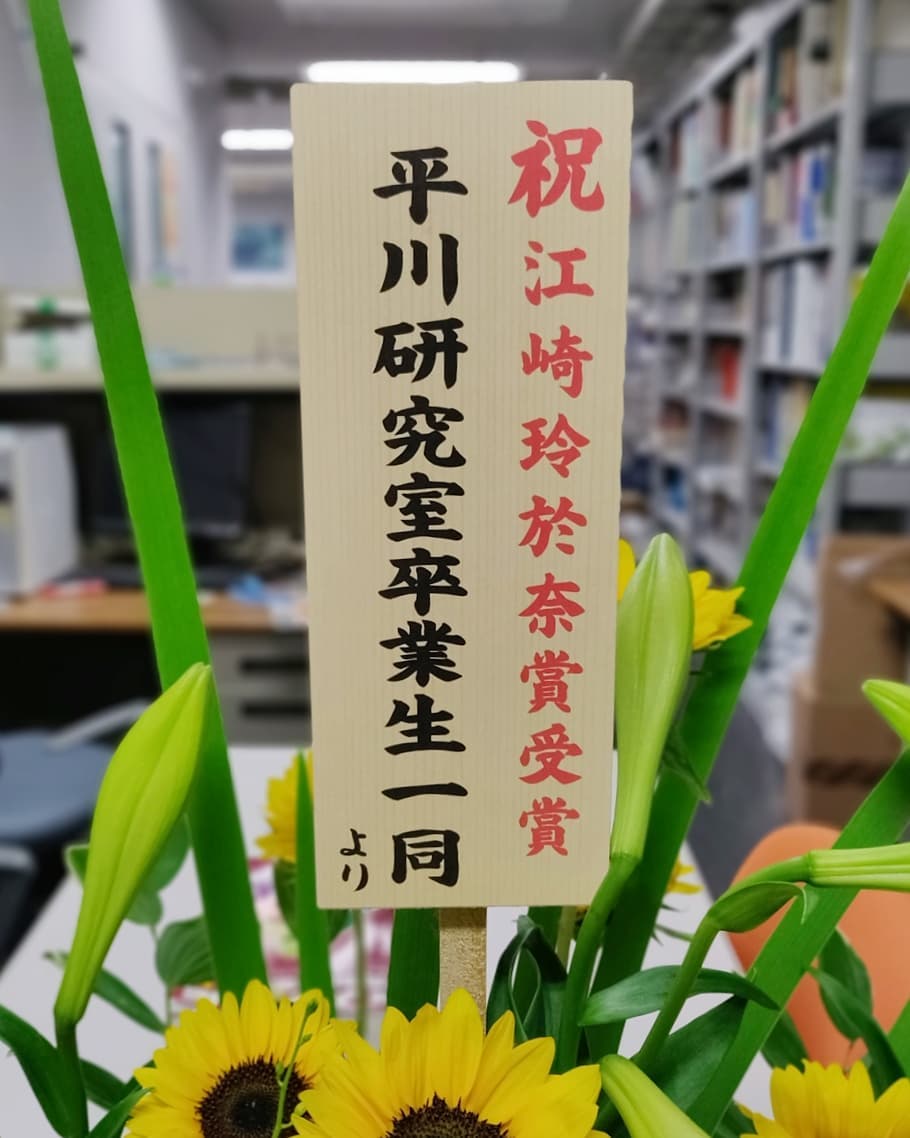 祝江崎玲於奈賞受賞
平川研究室卒業生一同
より